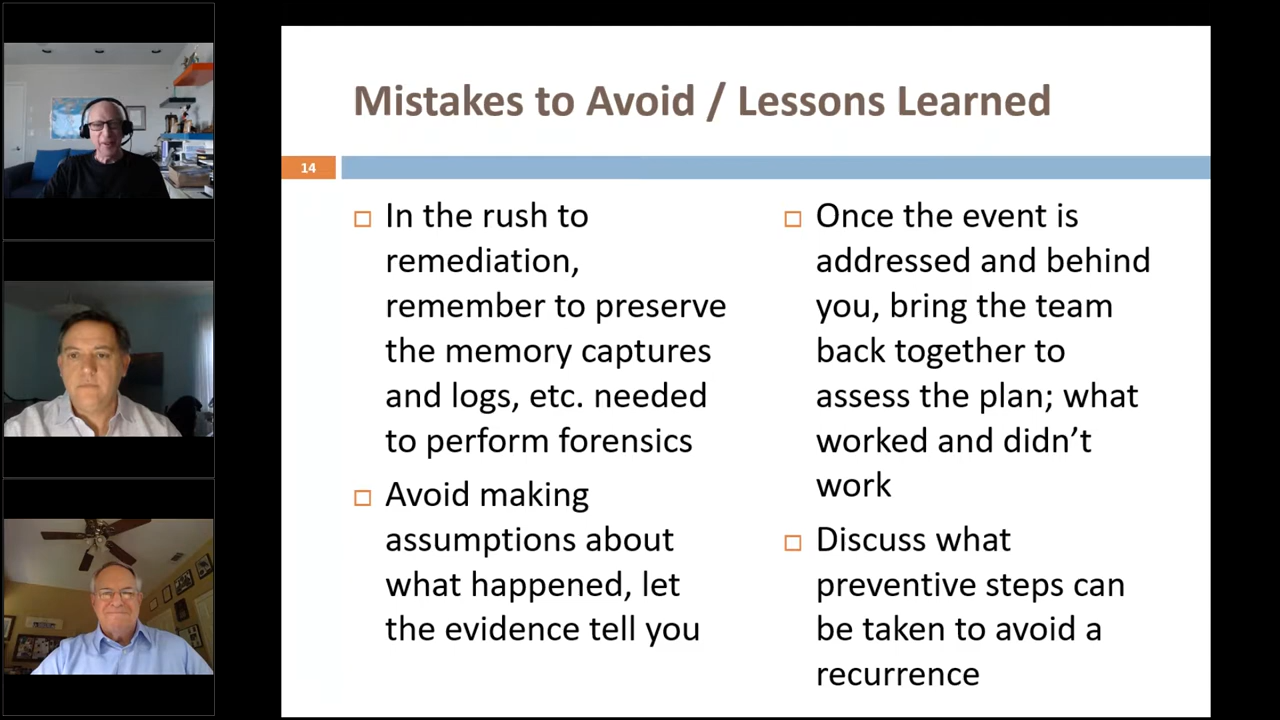 Mistakes to Avoid / Lessons Learned
14
In the rush to
remediation,
remember to preserve
the memory captures
and logs, etc. needed
to perform forensics
Avoid making
assumptions about
what happened, let
the evidence tell you
Once the event is
addressed and behind
you, bring the team
back together to
assess the plan; what
worked and didn’t
work
Discuss what
preventive steps can
be taken to avoid a
recurrence